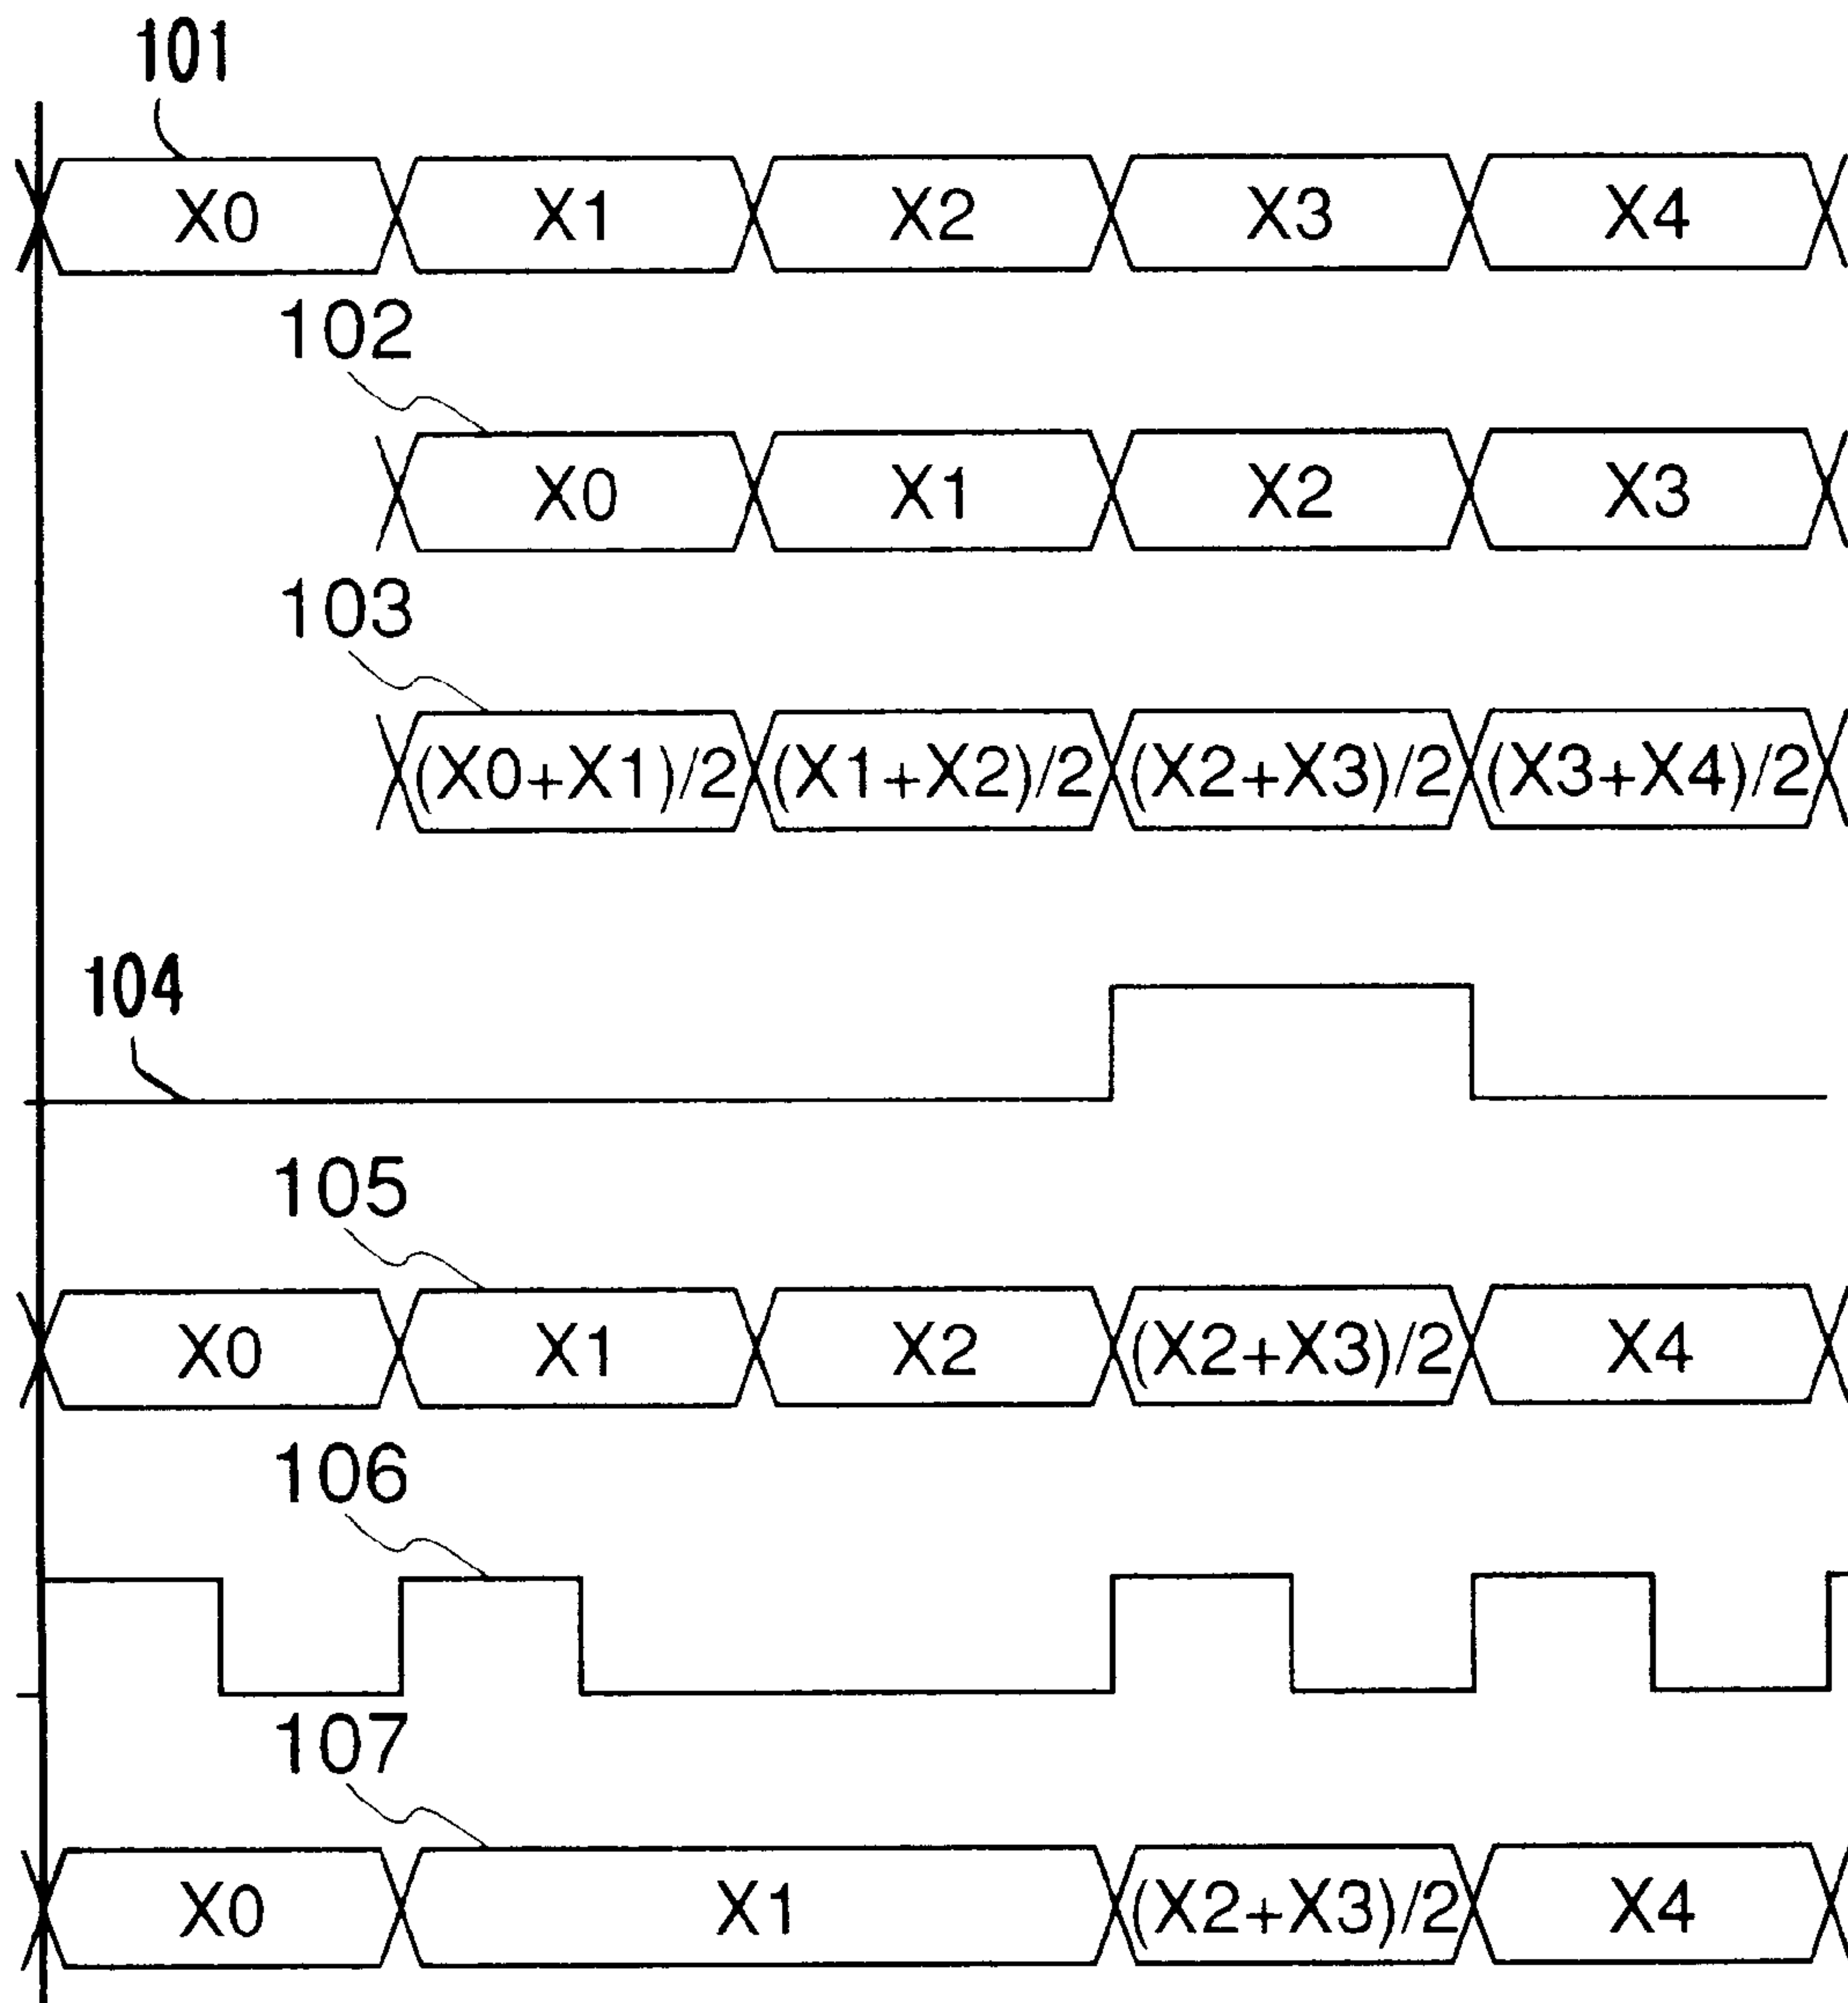 101
X0 X1 X2 X3 X4
102
X0 X1 X2 X3
103
(X0+X1)/2 (X1+X2)/2 (X2+X3)/2 (X3+X4)/2
104
105
X0 X1 X2 (X2+X3)/2 X4
106
107
X0 X1 (X2+X3)/2 X4